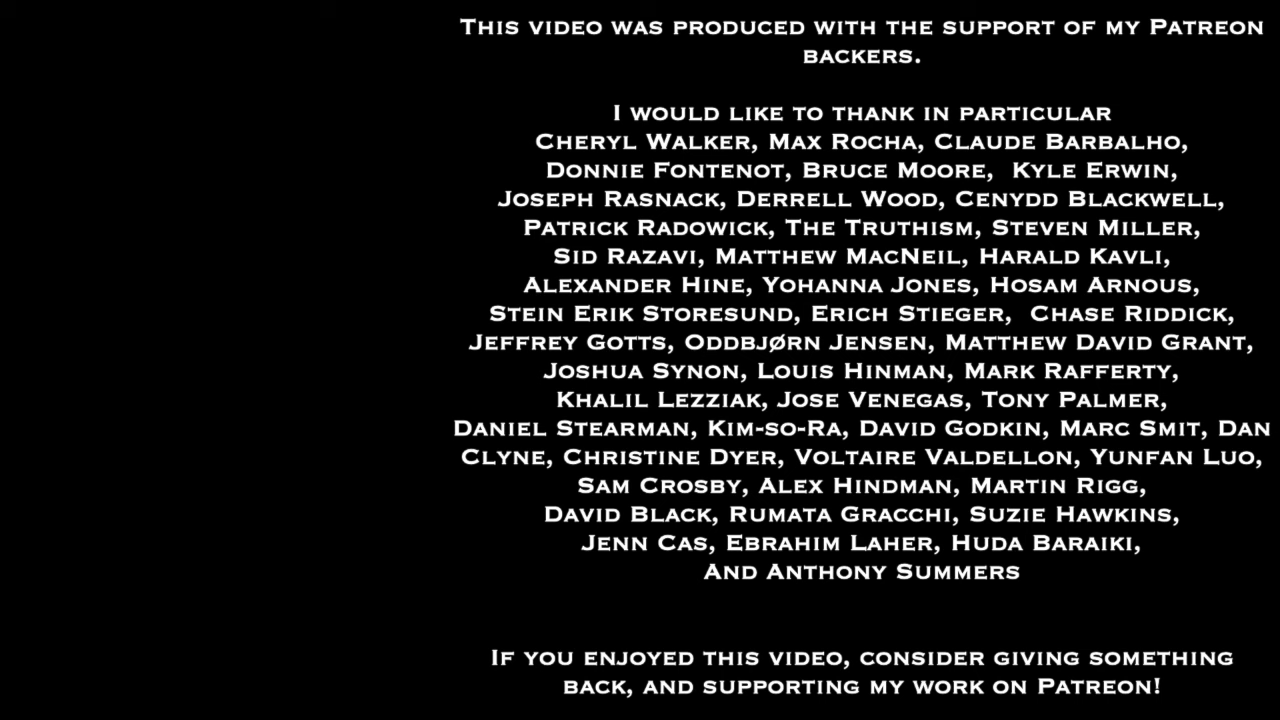 This video was produced with the support of my Patreon
backers.
I would like to thank in particular
Cheryl Walker, Max Rocha, Claude Barbalho,
Donnie Fontenot, Bruce Moore, Kyle Erwin,
Joseph Rasnack, Derrell Wood, Cenydd Blackwell,
Patrick Radowick, The Truthism, Steven Miller,
Sid Razavi, Matthew MacNeil, Harald Kavli,
Alexander Hine, Yohanna Jones, Hosam Arnous,
Stein Erik Storesund, Erich Stieger, Chase Riddick,
Jeffrey Gotts, Oddbjørn Jensen, Matthew David Grant,
Joshua Synon, Louis Hinman, Mark Rafferty,
Khalil Lezziak, Jose Venegas, Tony Palmer,
Daniel Stearman, Kim-so-Ra, David Godkin, Marc Smit, Dan
Clyne, Christine Dyer, Voltaire Valdellon, Yunfan Luo,
Sam Crosby, Alex Hindman, Martin Rigg,
David Black, Rumata Gracchi, Suzie Hawkins,
Jenn Cas, Ebrahim Laher, Huda Baraiki,
And Anthony Summers
If you enjoyed this video, consider giving something
back, and supporting my work on Patreon!